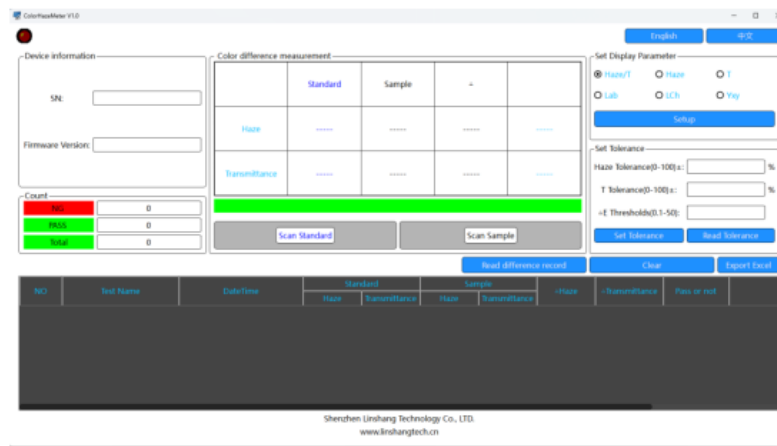 ColorHazeMeter V1.0
English 中文
Device information
SN:
Firmware Version:
Color difference measurement
Standard Sample
Haze ----- ----- ----- -----
Transmittance ----- ----- ----- -----
Set Display Parameter
Haze/T Haze T
Lab LCh Yxy
Setup
Count
NG 0
PASS 0
Total 0
Scan Standard Scan Sample
Set Tolerance
Haze Tolerance(0-100)±: %
T Tolerance(0-100)±: %
△E Thresholds(0.1-50):
Set Tolerance Read Tolerance
Read difference record Clear Export Excel
NO Test Name DateTime Standard Sample △Haze △Transmittance Pass or not
Haze Transmittance Haze Transmittance
Shenzhen Linshang Technology Co., LTD.
www.linshangtech.cn